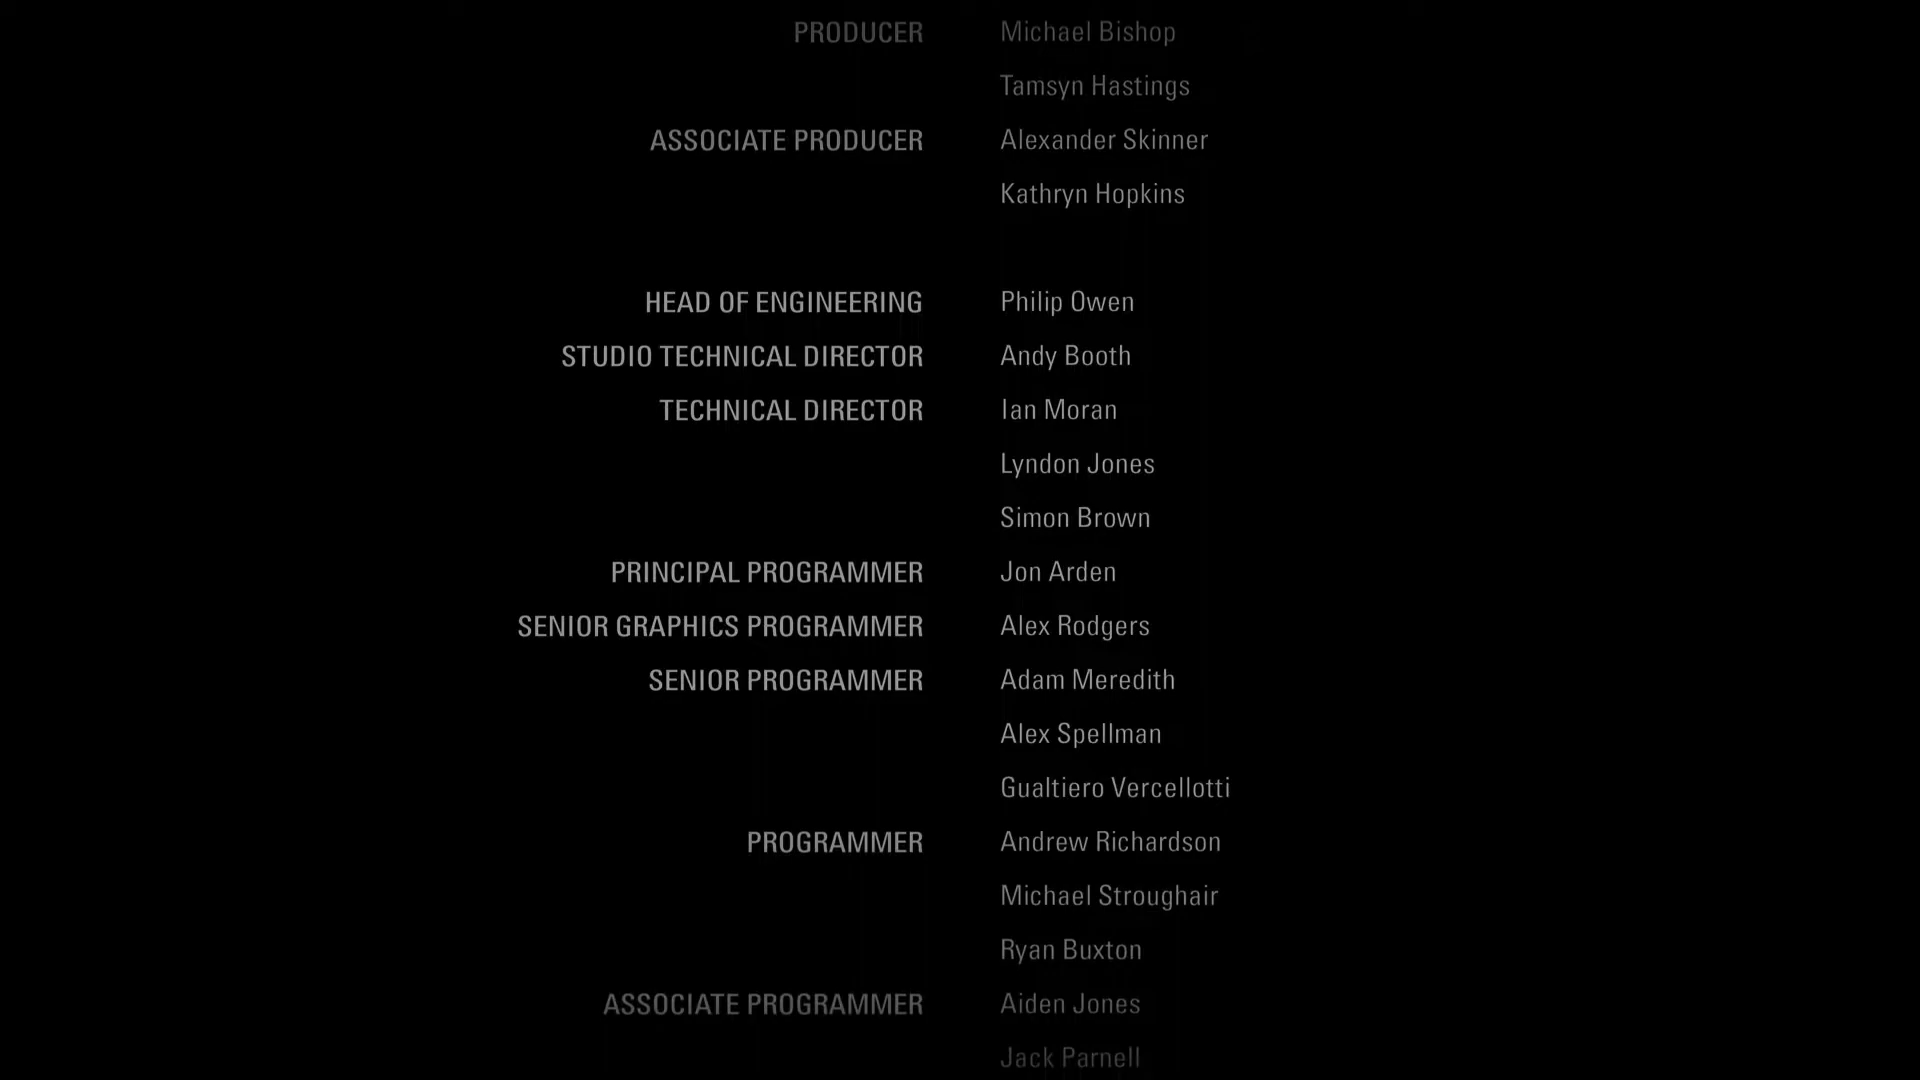 PRODUCER Michael Bishop
Tamsyn Hastings
ASSOCIATE PRODUCER Alexander Skinner
Kathryn Hopkins
HEAD OF ENGINEERING Philip Owen
STUDIO TECHNICAL DIRECTOR Andy Booth
TECHNICAL DIRECTOR Ian Moran
Lyndon Jones
Simon Brown
PRINCIPAL PROGRAMMER Jon Arden
SENIOR GRAPHICS PROGRAMMER Alex Rodgers
SENIOR PROGRAMMER Adam Meredith
Alex Spellman
Gualtiero Vercellotti
PROGRAMMER Andrew Richardson
Michael Stroughair
Ryan Buxton
ASSOCIATE PROGRAMMER Aiden Jones
Jack Parnell